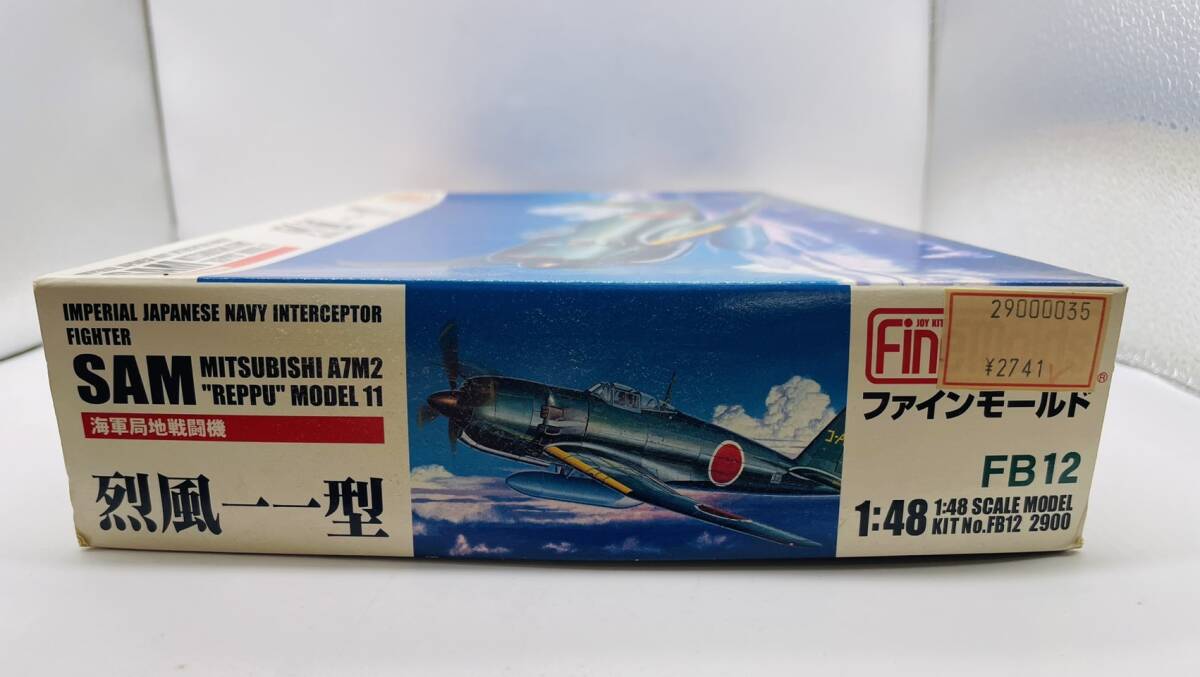 IMPERIAL JAPANESE NAVY INTERCEPTOR
FIGHTER
SAM MITSUBISHI A7M2
"REPPU" MODEL 11
海軍局地戦闘機
烈風一一型
JOY KIT
Fine
29000035
¥2741
®
ファインモールド
FB12
1:48 1:48 SCALE MODEL
KIT No.FB12 2900